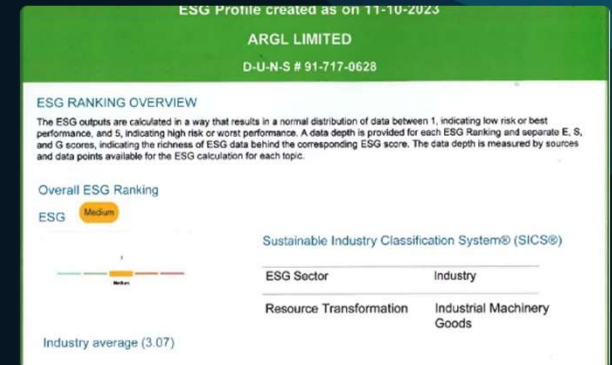 ESG Profile created as on 11-10-2023
ARGL LIMITED
D-U-N-S # 91-717-0628
ESG RANKING OVERVIEW
The ESG outputs are calculated in a way that results in a normal distribution of data between 1, indicating low risk or best
performance, and 5, indicating high risk or worst performance. A data depth is provided for each ESG Ranking and separate E, S,
and G scores, indicating the richness of ESG data behind the corresponding ESG score. The data depth is measured by sources
and data points available for the ESG calculation for each topic.
Overall ESG Ranking
ESG Medium
Sustainable Industry Classification System® (SICS®)
Medium
ESG Sector Industry
Resource Transformation Industrial Machinery
Goods
Industry average (3.07)